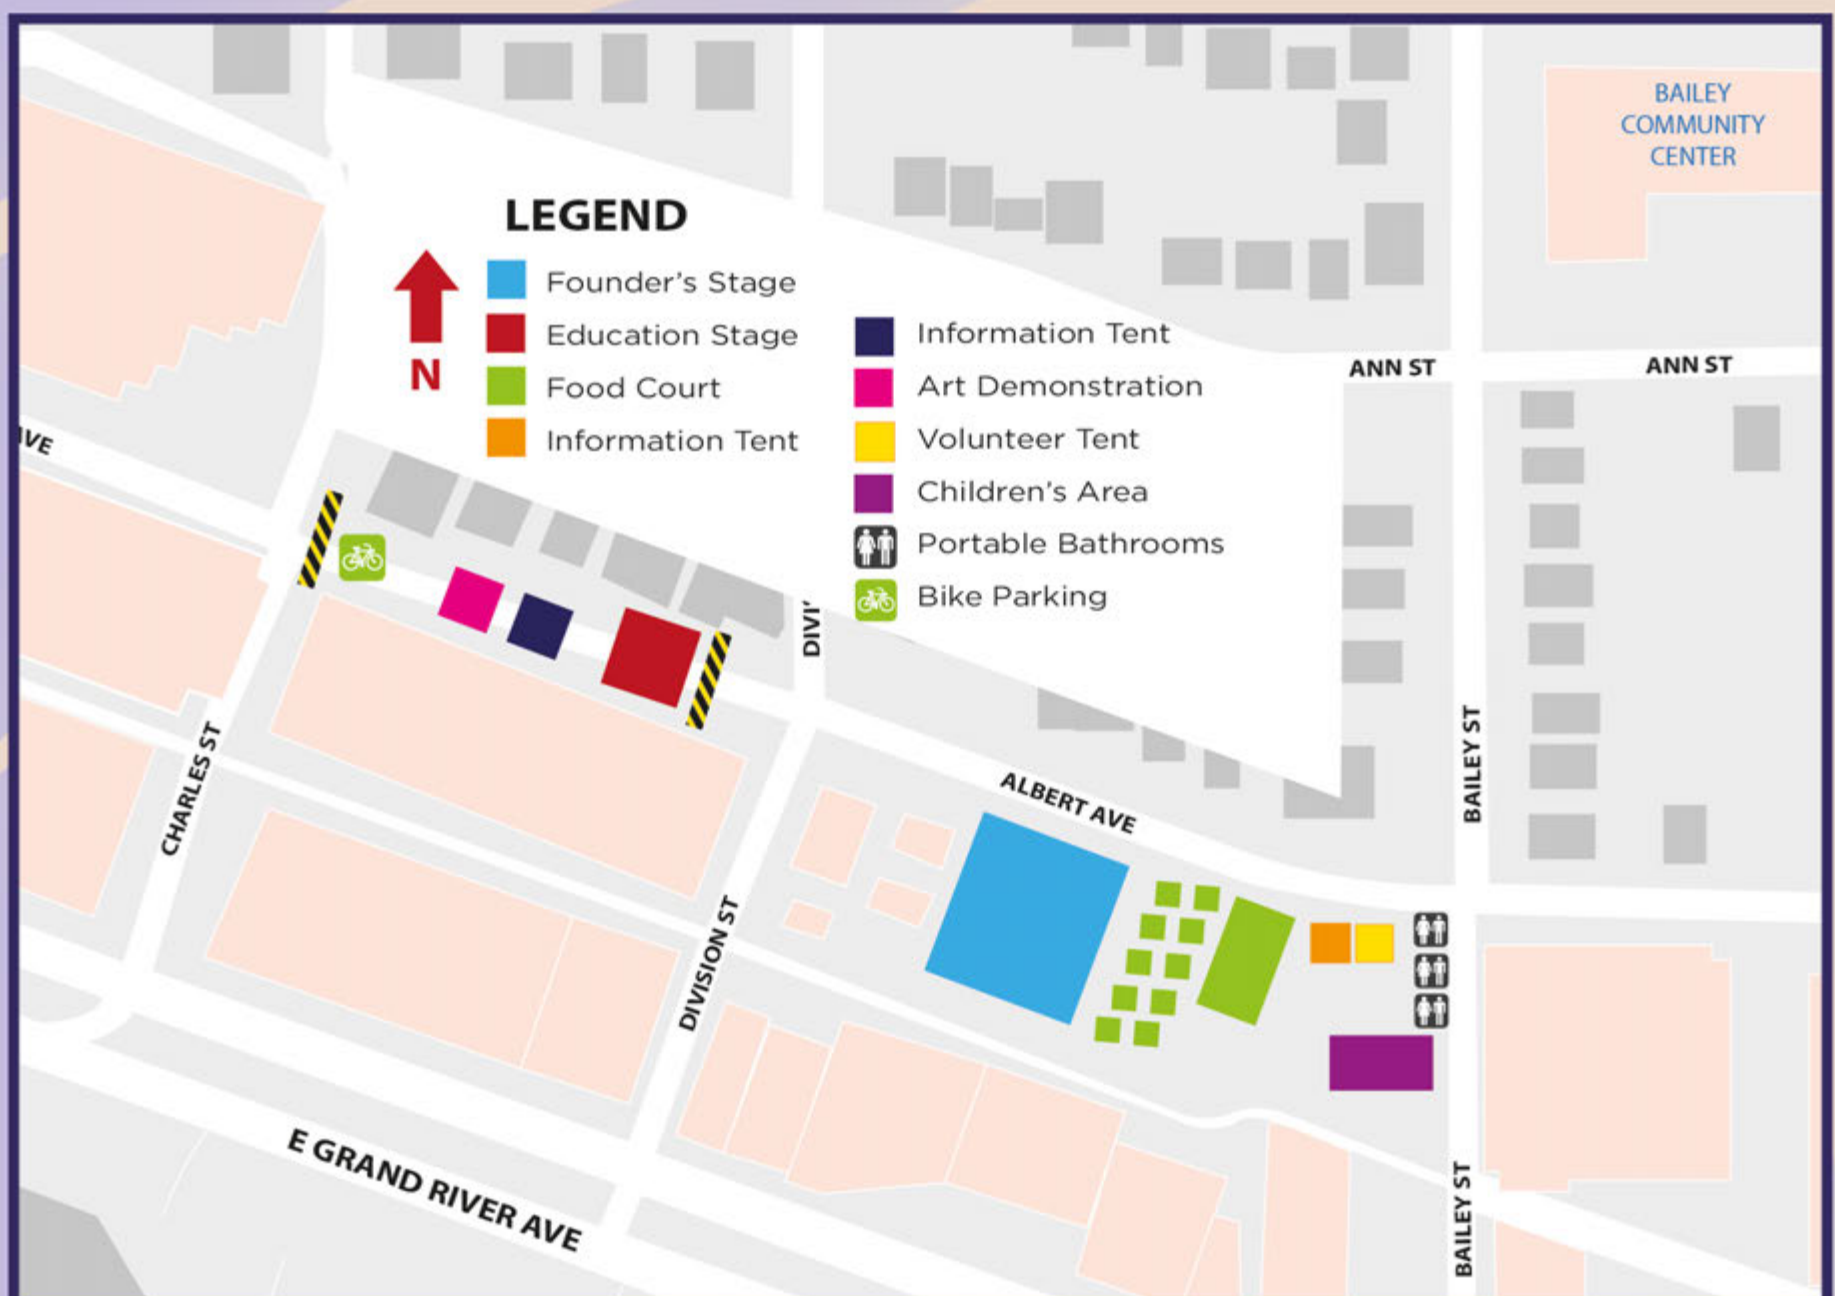 BAILEY
COMMUNITY
CENTER
LEGEND
N
Founder's Stage
Education Stage
Food Court
Information Tent
Information Tent
Art Demonstration
Volunteer Tent
Children's Area
Portable Bathrooms
Bike Parking
ANN ST
ANN ST
AVE
DIVI
CHARLES ST
DIVISION ST
ALBERT AVE
BAILEY ST
BAILEY ST
E GRAND RIVER AVE